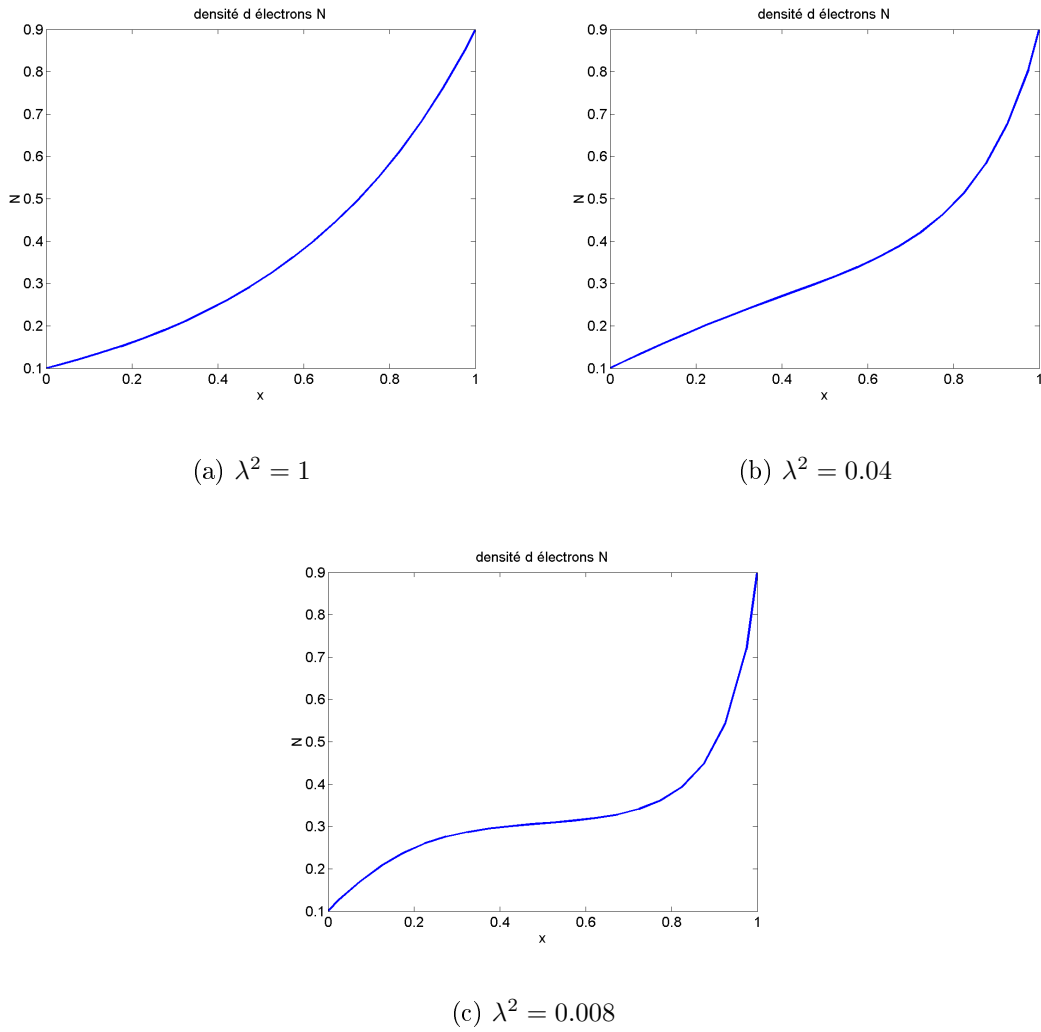 densité d électrons N
0.9
0.8
0.7
0.6
0.5
0.4
0.3
0.2
0.1
N
0 0.2 0.4 0.6 0.8 1
x
(a) λ² = 1
densité d électrons N
0.9
0.8
0.7
0.6
0.5
0.4
0.3
0.2
0.1
N
0 0.2 0.4 0.6 0.8 1
x
(b) λ² = 0.04
densité d électrons N
0.9
0.8
0.7
0.6
0.5
0.4
0.3
0.2
0.1
N
0 0.2 0.4 0.6 0.8 1
x
(c) λ² = 0.008